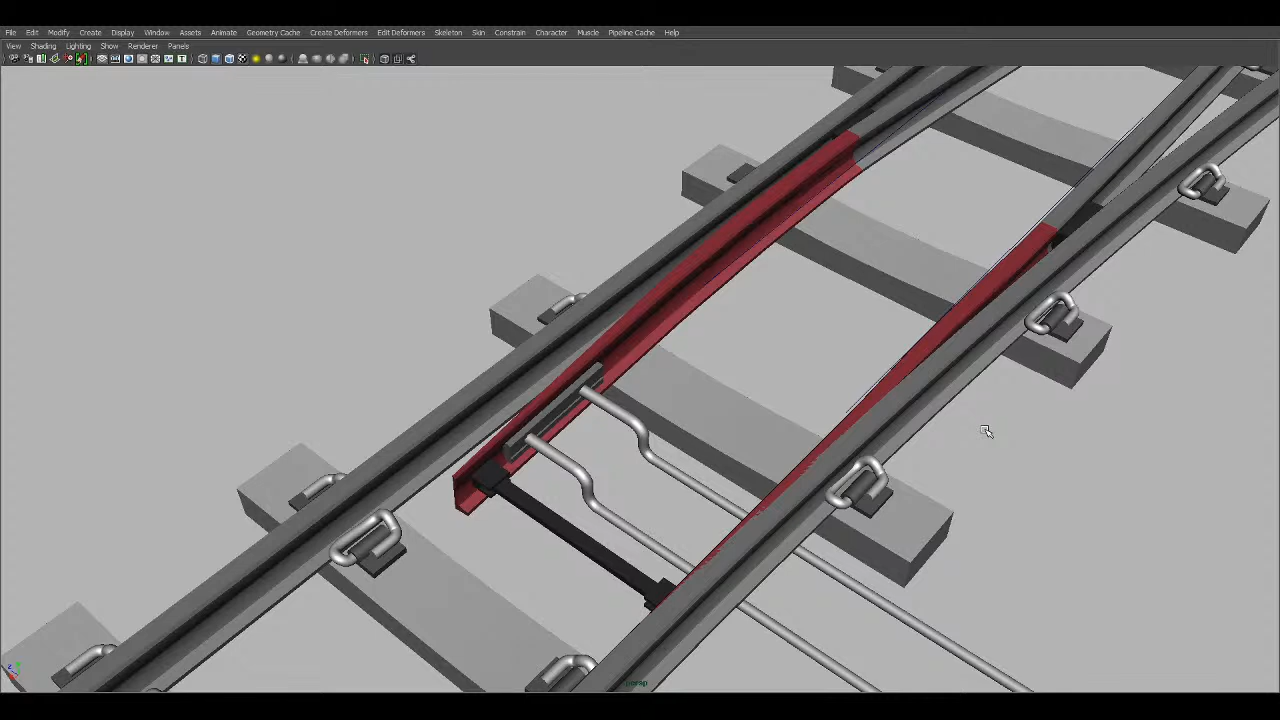 File Edit Modify Create Display Window Assets Animate Geometry Cache Create Deformers Edit Deformers Skeleton Skin Constrain Character Muscle Pipeline Cache Help
View Shading Lighting Show Renderer Panels
persp